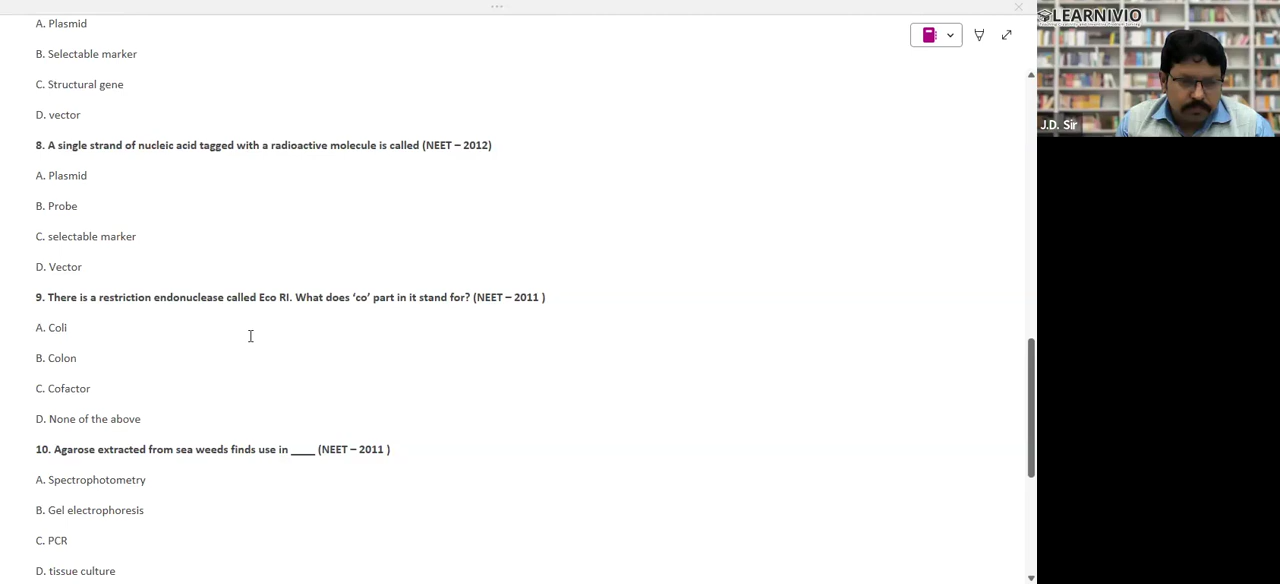 A. Plasmid
B. Selectable marker
C. Structural gene
D. vector
8. A single strand of nucleic acid tagged with a radioactive molecule is called (NEET – 2012)
A. Plasmid
B. Probe
C. selectable marker
D. Vector
9. There is a restriction endonuclease called Eco RI. What does ‘co’ part in it stand for? (NEET – 2011 )
A. Coli
B. Colon
C. Cofactor
D. None of the above
10. Agarose extracted from sea weeds finds use in ____ (NEET – 2011 )
A. Spectrophotometry
B. Gel electrophoresis
C. PCR
D. tissue culture
LEARNIVIO
J.D. Sir